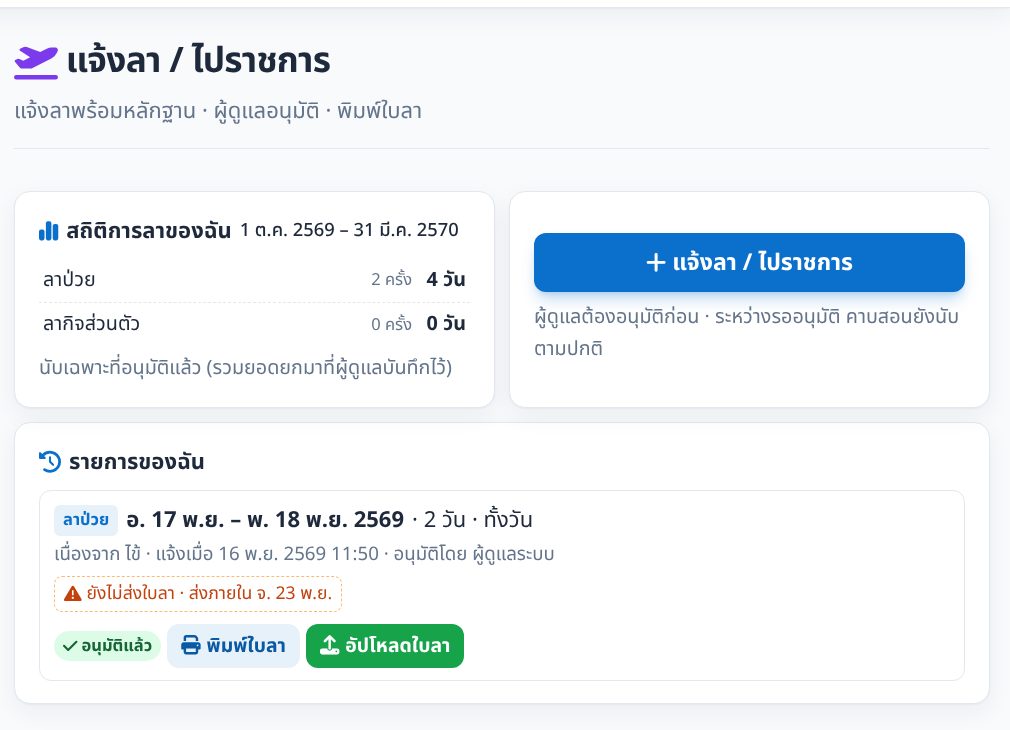 แจ้งลา / ไปราชการ
แจ้งลาพร้อมหลักฐาน · ผู้ดูแลอนุมัติ · พิมพ์ใบลา
สถิติการลาของฉัน 1 ต.ค. 2569 – 31 มี.ค. 2570
ลาป่วย 2 ครั้ง 4 วัน
ลากิจส่วนตัว 0 ครั้ง 0 วัน
นับเฉพาะที่อนุมัติแล้ว (รวมยอดยกมาที่ผู้ดูแลบันทึกไว้)
+ แจ้งลา / ไปราชการ
ผู้ดูแลต้องอนุมัติก่อน · ระหว่างรออนุมัติ คาบสอนยังนับ
ตามปกติ
รายการของฉัน
ลาป่วย อ. 17 พ.ย. – พ. 18 พ.ย. 2569 · 2 วัน · ทั้งวัน
เนื่องจาก ไข้ · แจ้งเมื่อ 16 พ.ย. 2569 11:50 · อนุมัติโดย ผู้ดูแลระบบ
ยังไม่ส่งใบลา · ส่งภายใน จ. 23 พ.ย.
อนุมัติแล้ว พิมพ์ใบลา อัปโหลดใบลา